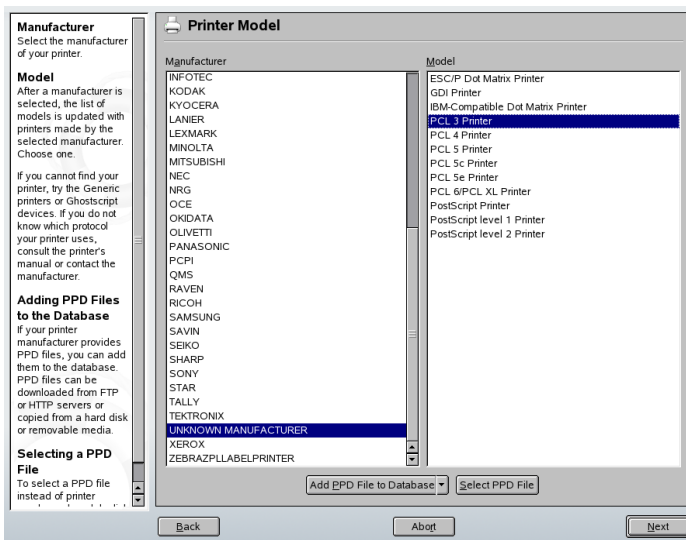 Manufacturer
Select the manufacturer
of your printer.
Model
After a manufacturer is
selected, the list of
models is updated with
printers made by the
selected manufacturer.
Choose one.
If you cannot find your
printer, try the Generic
printers or Ghostscript
devices. If you do not
know which protocol
your printer uses,
consult the printer's
manual or contact the
manufacturer.
Adding PPD Files
to the Database
If your printer
manufacturer provides
PPD files, you can add
them to the database.
PPD files can be
downloaded from FTP
or HTTP servers or
copied from a hard disk
or removable media.
Selecting a PPD
File
To select a PPD file
instead of printer
Printer Model
Manufacturer
INFOTEC
KODAK
KYOCERA
LANIER
LEXMARK
MINOLTA
MITSUBISHI
NEC
NRG
OCE
OKIDATA
OLIVETTI
PANASONIC
PCPI
QMS
RAVEN
RICOH
SAMSUNG
SAVIN
SEIKO
SHARP
SONY
STAR
TALLY
TEKTRONIX
UNKNOWN MANUFACTURER
XEROX
ZEBRAZPLLABELPRINTER
Model
ESC/P Dot Matrix Printer
GDI Printer
IBM-Compatible Dot Matrix Printer
PCL 3 Printer
PCL 4 Printer
PCL 5 Printer
PCL 5c Printer
PCL 5e Printer
PCL 6/PCL XL Printer
PostScript Printer
PostScript level 1 Printer
PostScript level 2 Printer
Add PPD File to Database
Select PPD File
Back
Abort
Next